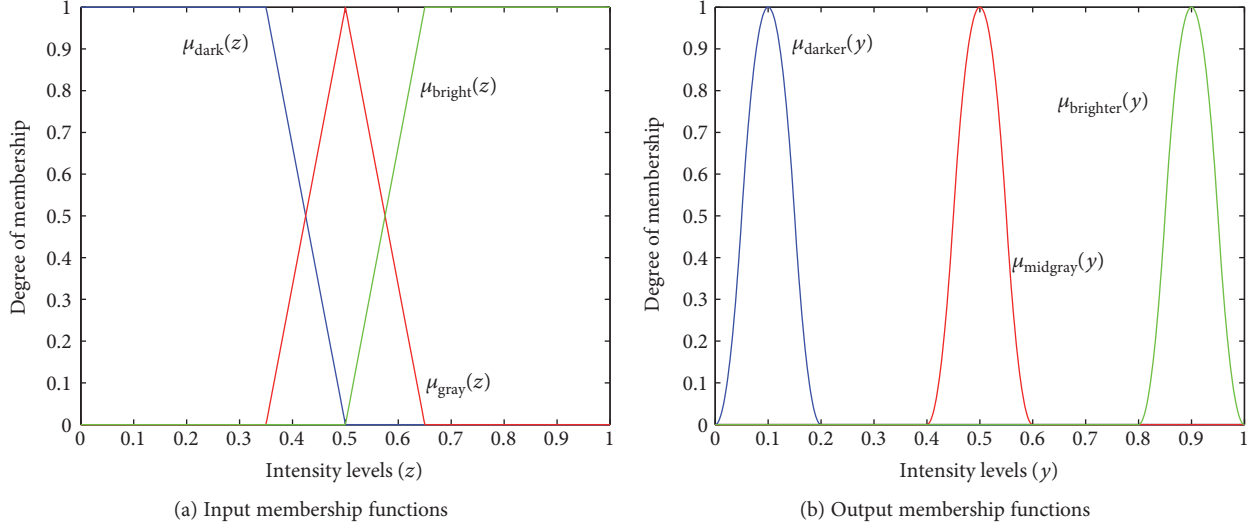 1
0.9
0.8
0.7
0.6
0.5
0.4
0.3
0.2
0.1
0
Degree of membership
μdark(z)
μbright(z)
μgray(z)
0 0.1 0.2 0.3 0.4 0.5 0.6 0.7 0.8 0.9 1
Intensity levels (z)
(a) Input membership functions
1
0.9
0.8
0.7
0.6
0.5
0.4
0.3
0.2
0.1
0
Degree of membership
μdarker(y)
μbrighter(y)
μmidgray(y)
0 0.1 0.2 0.3 0.4 0.5 0.6 0.7 0.8 0.9 1
Intensity levels (y)
(b) Output membership functions